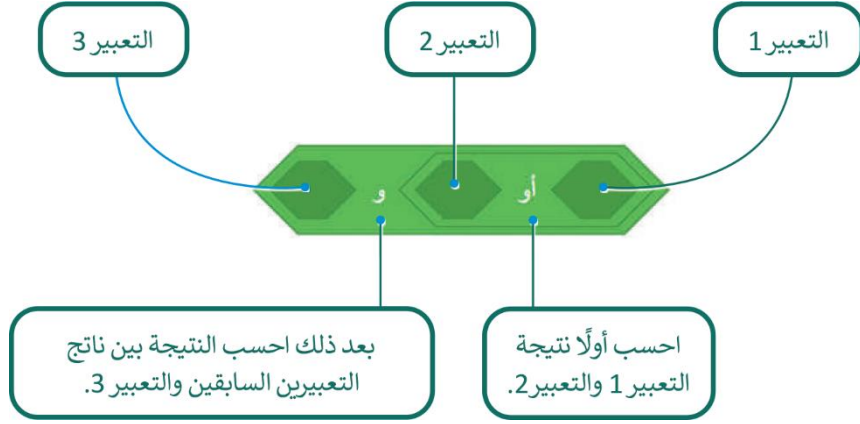 التعبير 1
التعبير 2
التعبير 3
أو
و
احسب أولًا نتيجة
التعبير 1 والتعبير2.
بعد ذلك احسب النتيجة بين ناتج
التعبيرين السابقين والتعبير 3.